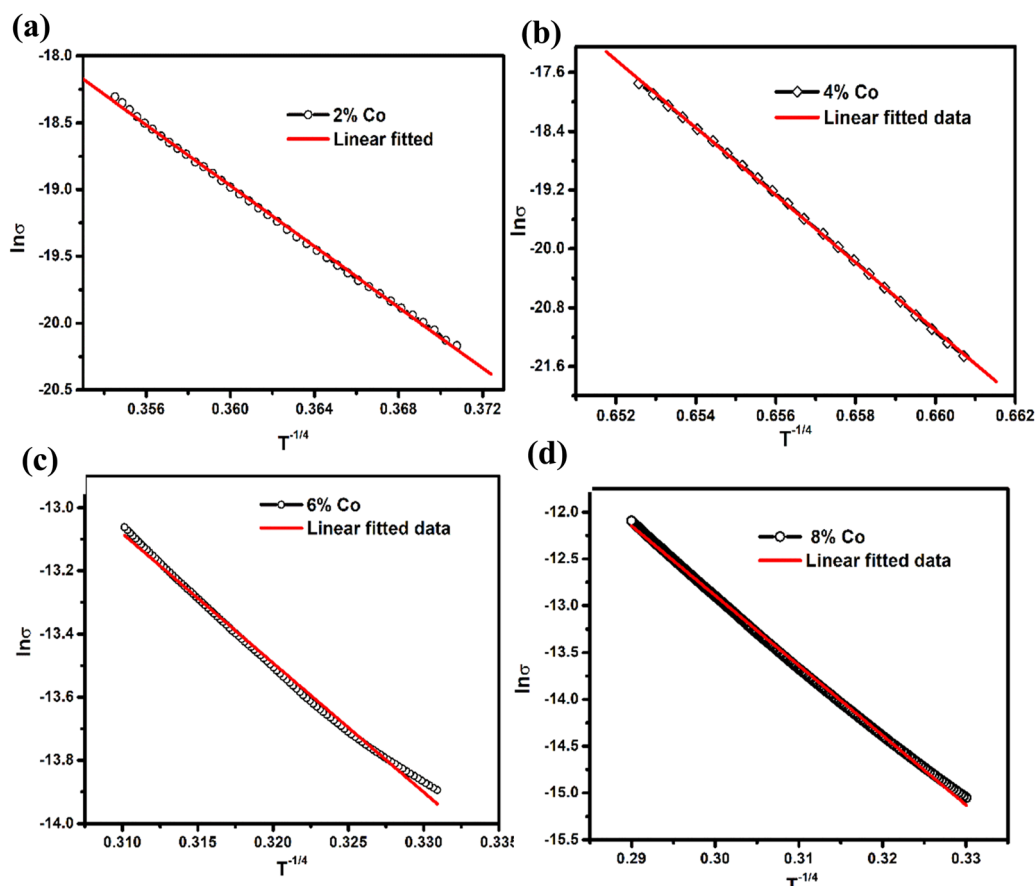 (a)
-18.0
-18.5
-19.0
-19.5
-20.0
-20.5
lnσ
2% Co
Linear fitted
0.356 0.360 0.364 0.368 0.372
T-1/4
(b)
-17.6
-18.4
-19.2
-20.0
-20.8
-21.6
lnσ
4% Co
Linear fitted data
0.652 0.654 0.656 0.658 0.660 0.662
T-1/4
(c)
-13.0
-13.2
-13.4
-13.6
-13.8
-14.0
lnσ
6% Co
Linear fitted data
0.310 0.315 0.320 0.325 0.330 0.335
T-1/4
(d)
-12.0
-12.5
-13.0
-13.5
-14.0
-14.5
-15.0
-15.5
lnσ
8% Co
Linear fitted data
0.29 0.30 0.31 0.32 0.33
T-1/4